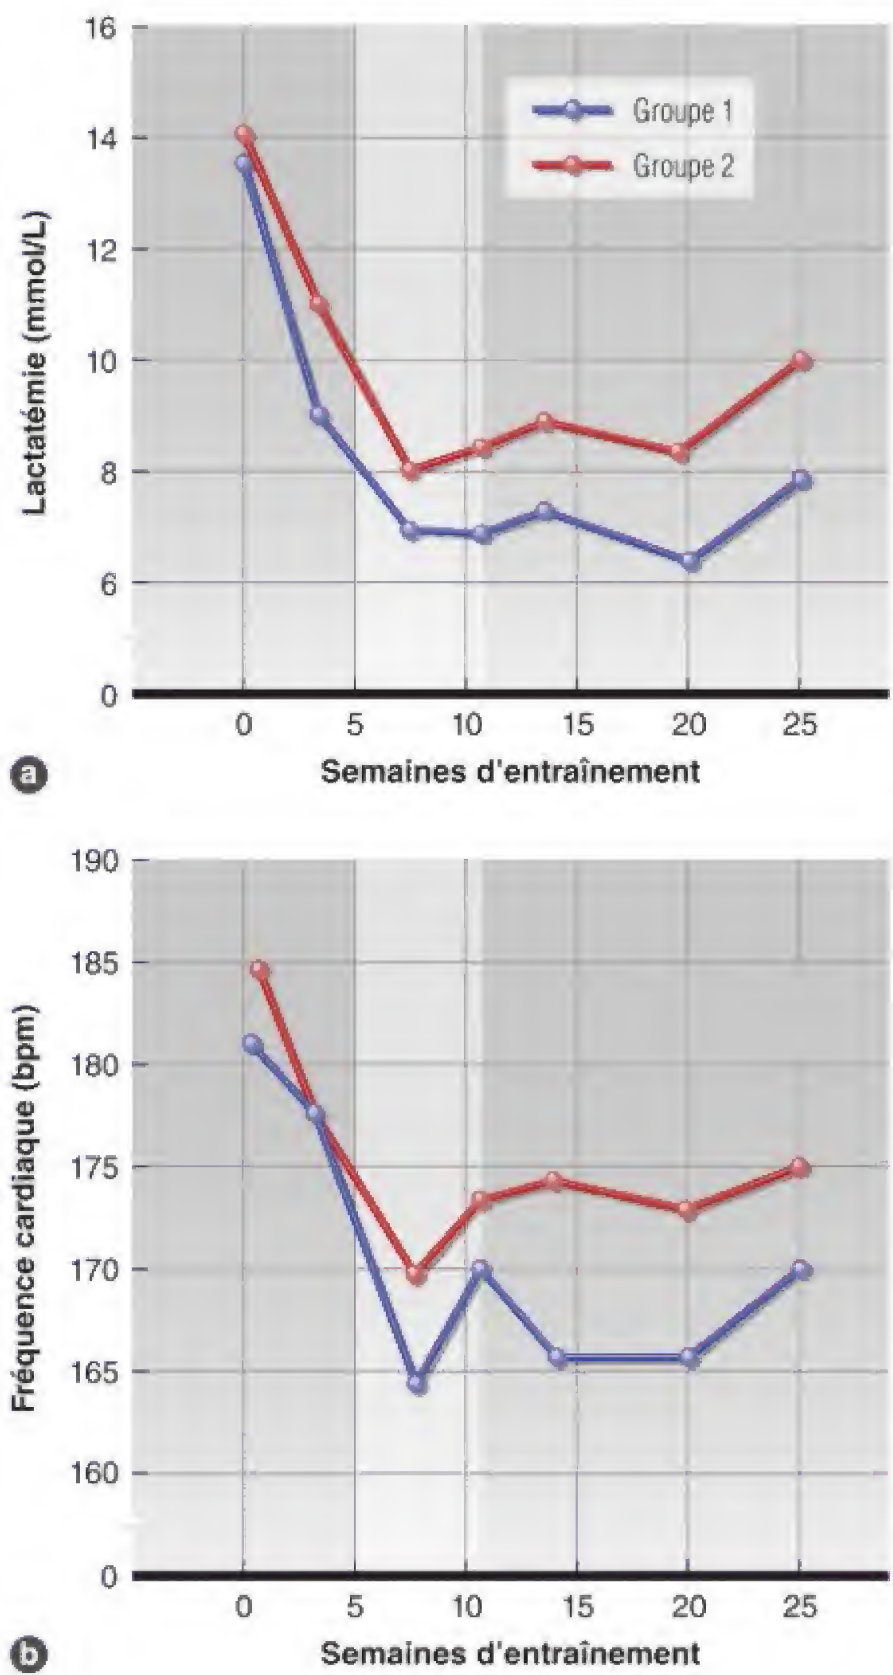 16
14
12
10
8
6
0
Lactatémie (mmol/L)
Groupe 1
Groupe 2
0 5 10 15 20 25
Semaines d'entraînement
a
190
185
180
175
170
165
160
0
Fréquence cardiaque (bpm)
0 5 10 15 20 25
Semaines d'entraînement
b